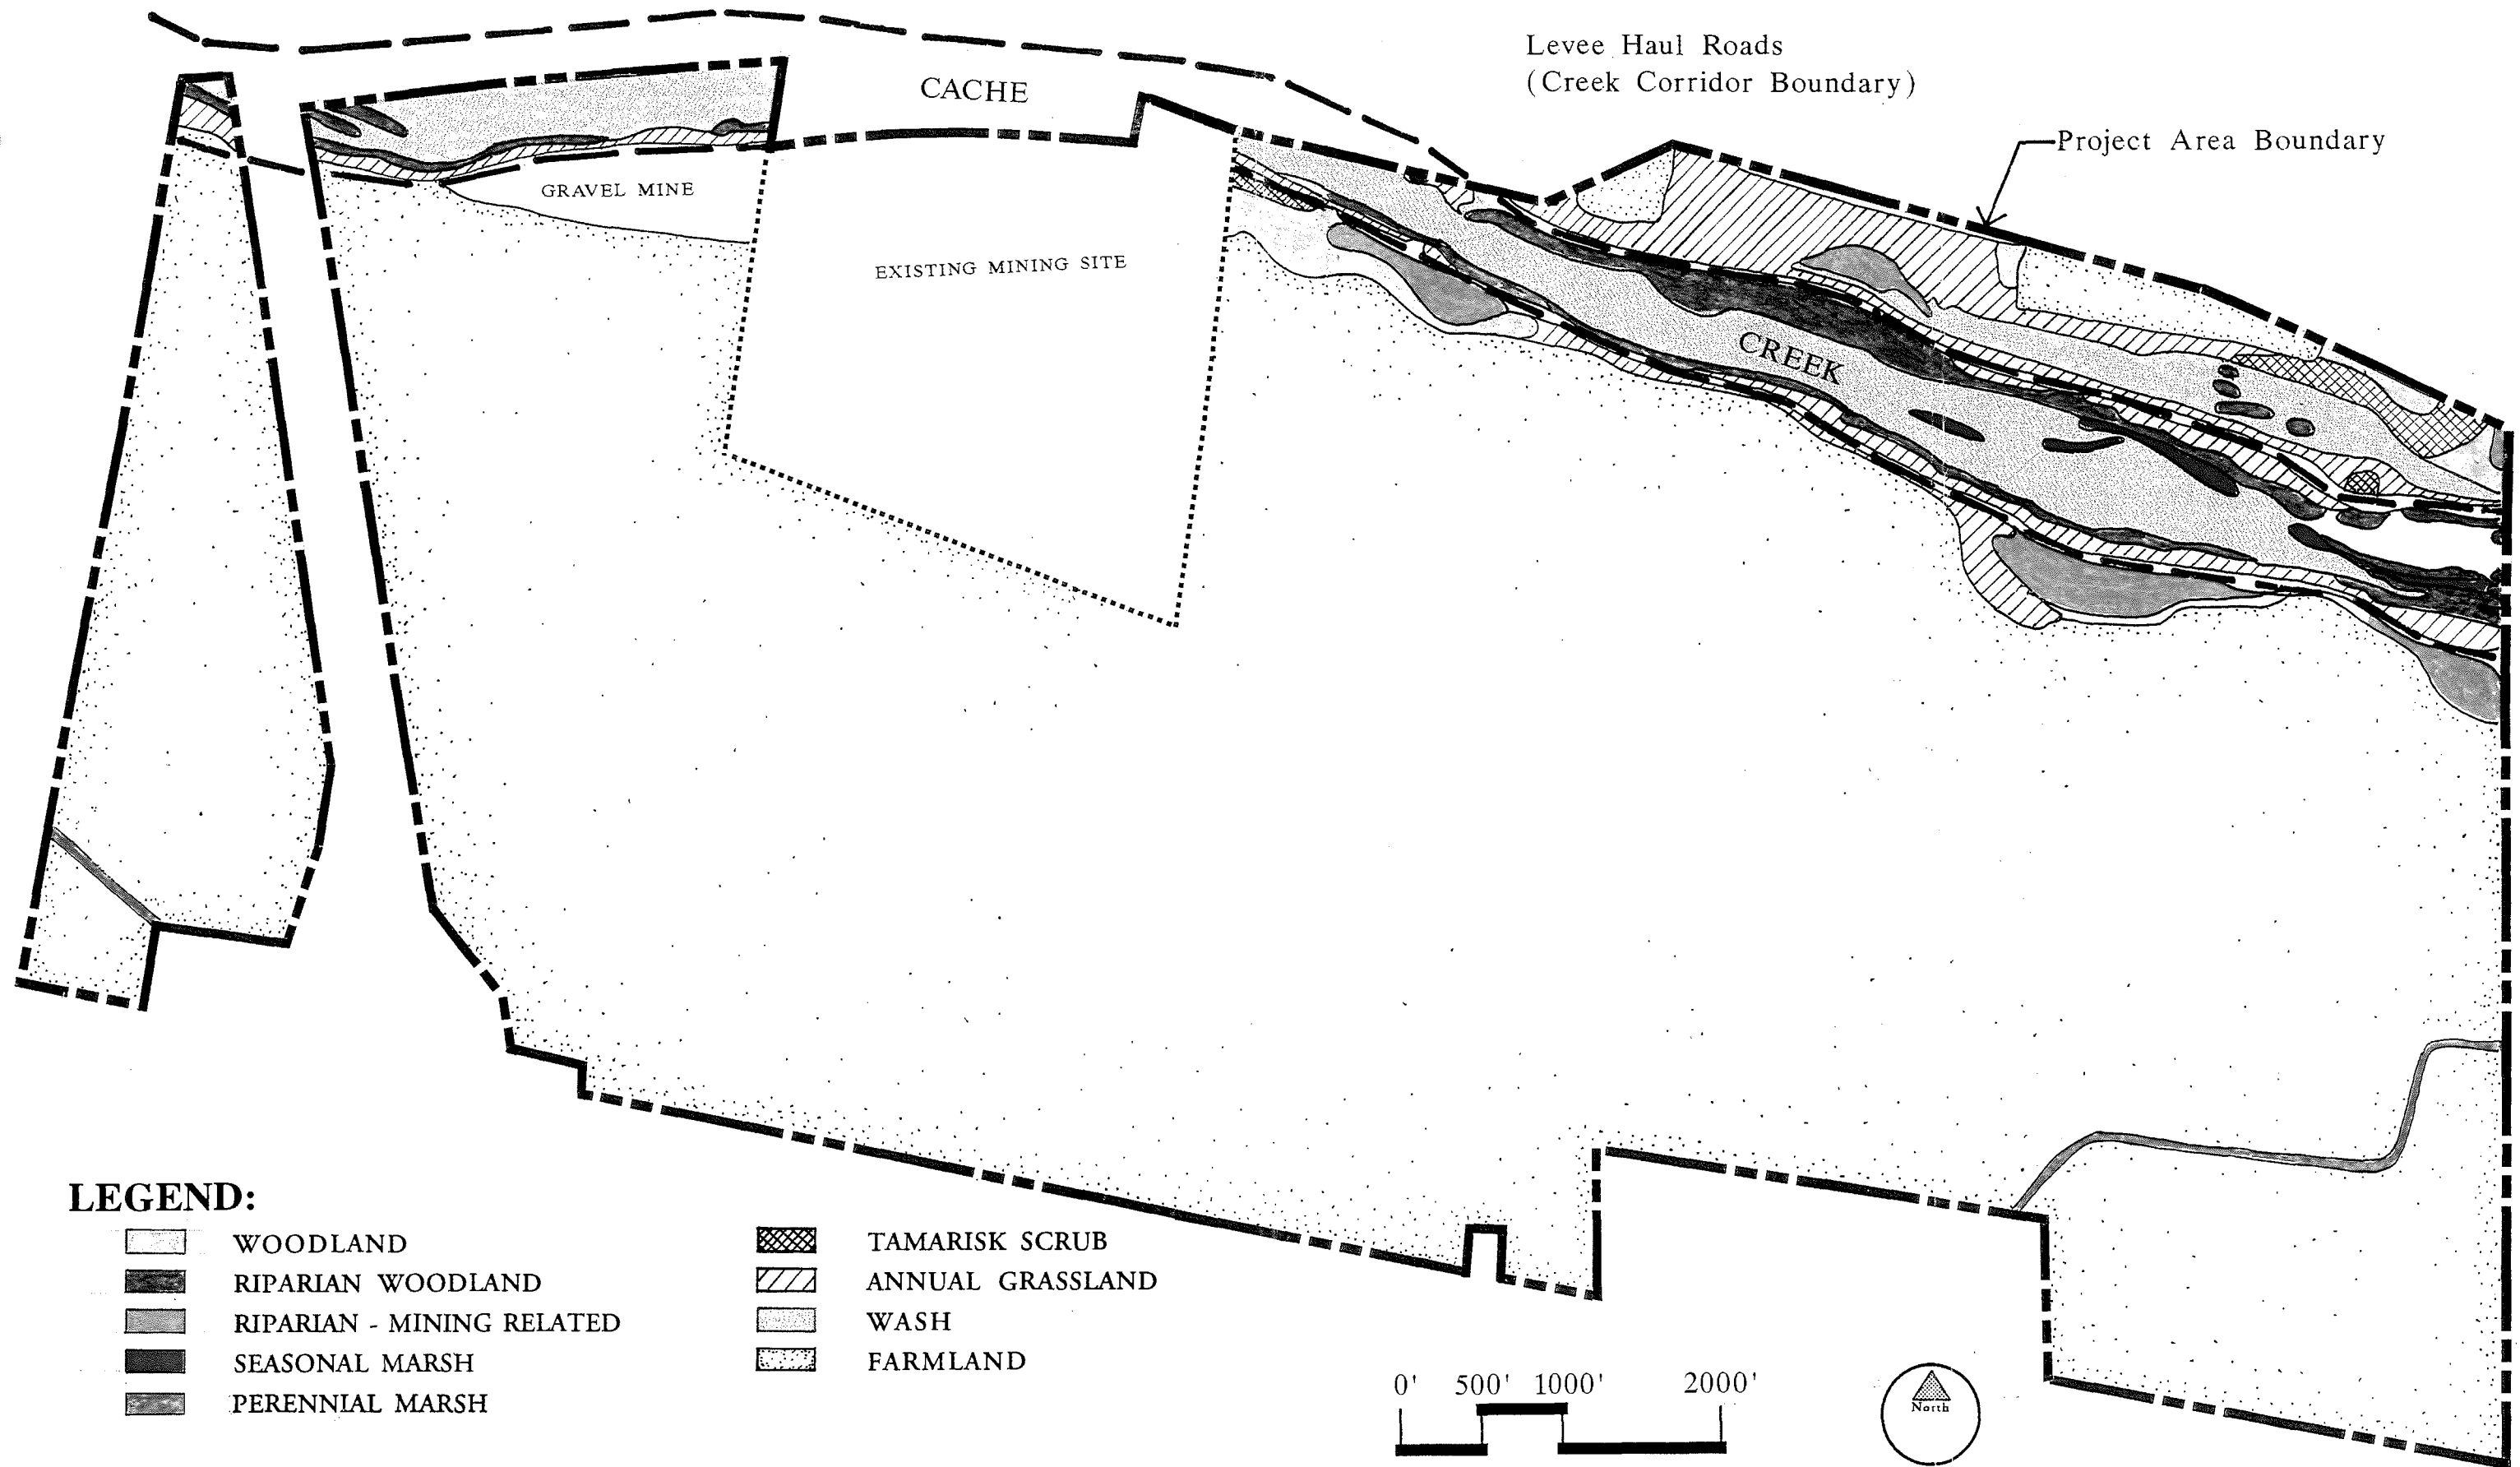 Levee Haul Roads
(Creek Corridor Boundary)
CACHE
Project Area Boundary
GRAVEL MINE
EXISTING MINING SITE
CREEK
LEGEND:
WOODLAND
RIPARIAN WOODLAND
RIPARIAN - MINING RELATED
SEASONAL MARSH
PERENNIAL MARSH
TAMARISK SCRUB
ANNUAL GRASSLAND
WASH
FARMLAND
0' 500' 1000' 2000'
North